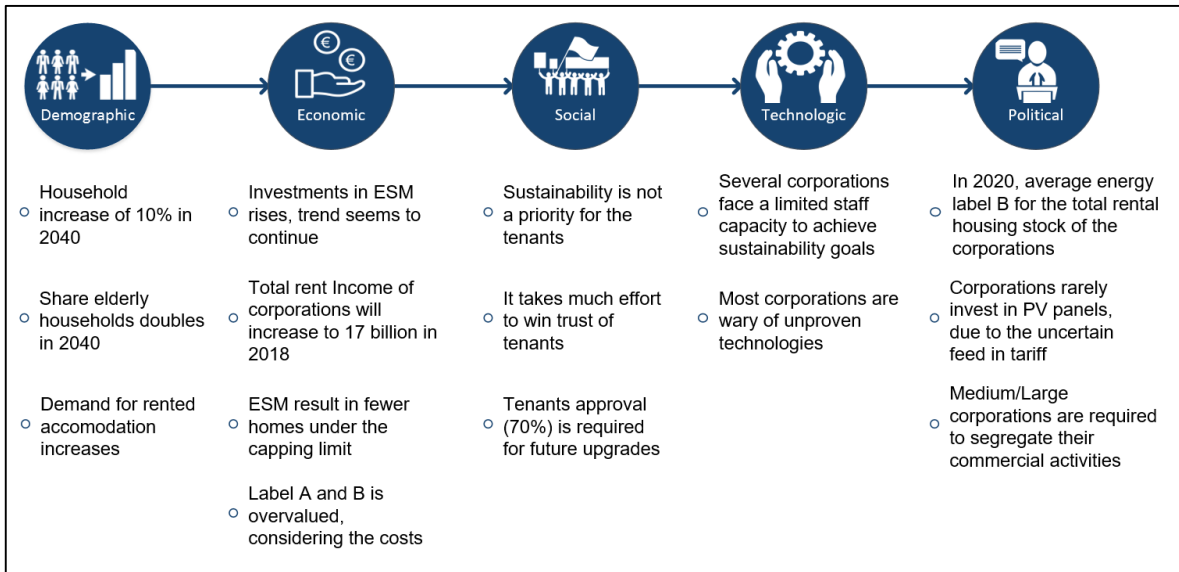 Demographic
Economic
Social
Technologic
Political
Household
increase of 10% in
2040
Share elderly
households doubles
in 2040
Demand for rented
accomodation
increases
Investments in ESM
rises, trend seems to
continue
Total rent Income of
corporations will
increase to 17 billion in
2018
ESM result in fewer
homes under the
capping limit
Label A and B is
overvalued,
considering the costs
Sustainability is not
a priority for the
tenants
It takes much effort
to win trust of
tenants
Tenants approval
(70%) is required
for future upgrades
Several corporations
face a limited staff
capacity to achieve
sustainability goals
Most corporations are
wary of unproven
technologies
In 2020, average energy
label B for the total rental
housing stock of the
corporations
Corporations rarely
invest in PV panels,
due to the uncertain
feed in tariff
Medium/Large
corporations are required
to segregate their
commercial activities